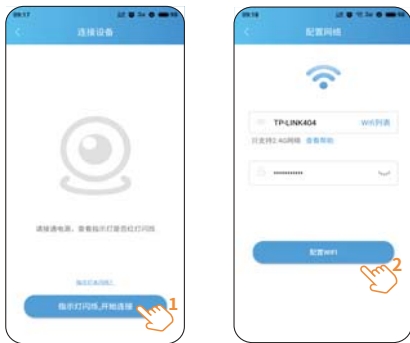 09:17
连接设备
请接通电源，查看指示灯是否红灯闪烁
指示灯闪烁,开始连接
1
09:18
配置网络
TP-LINK404
Wifi列表
只支持2.4G网络 查看帮助
配置WiFi
2